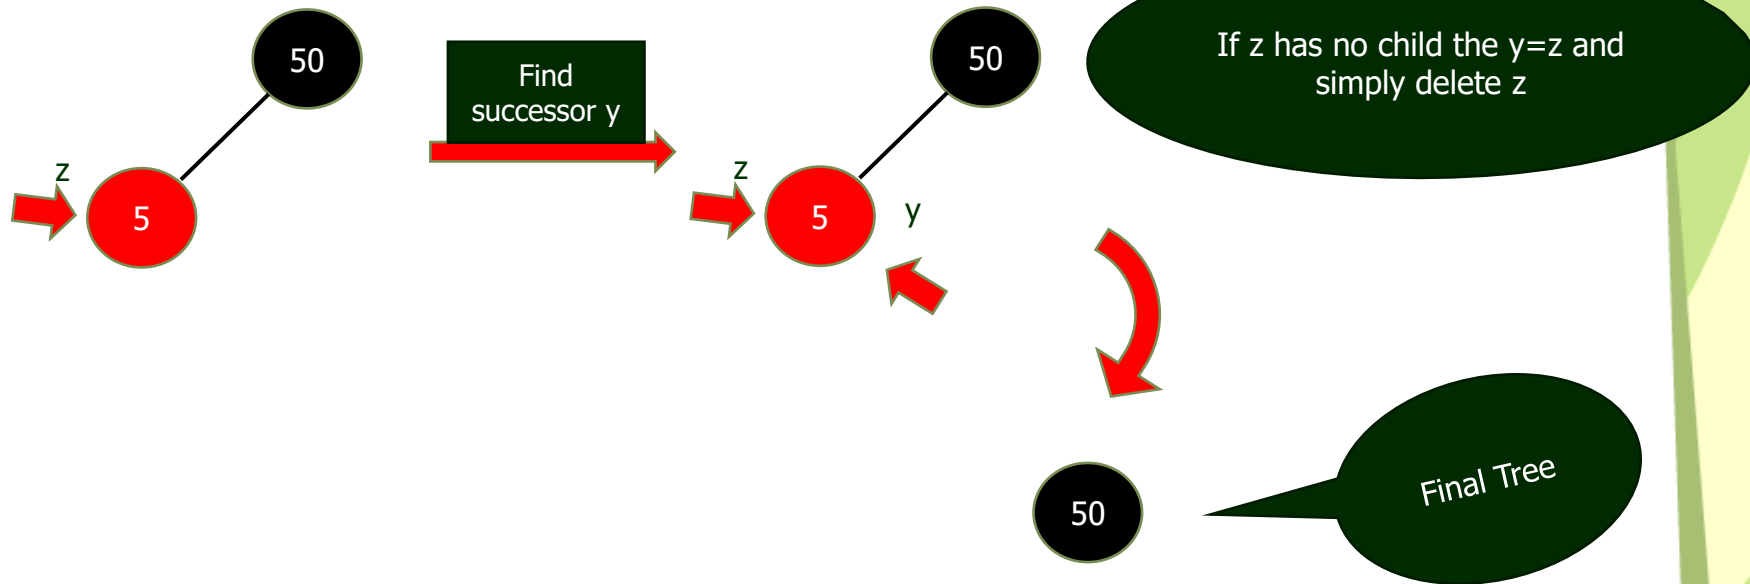 50
Find
successor y
50
If z has no child the y=z and
simply delete z
z
5
z
5
y
50
Final Tree